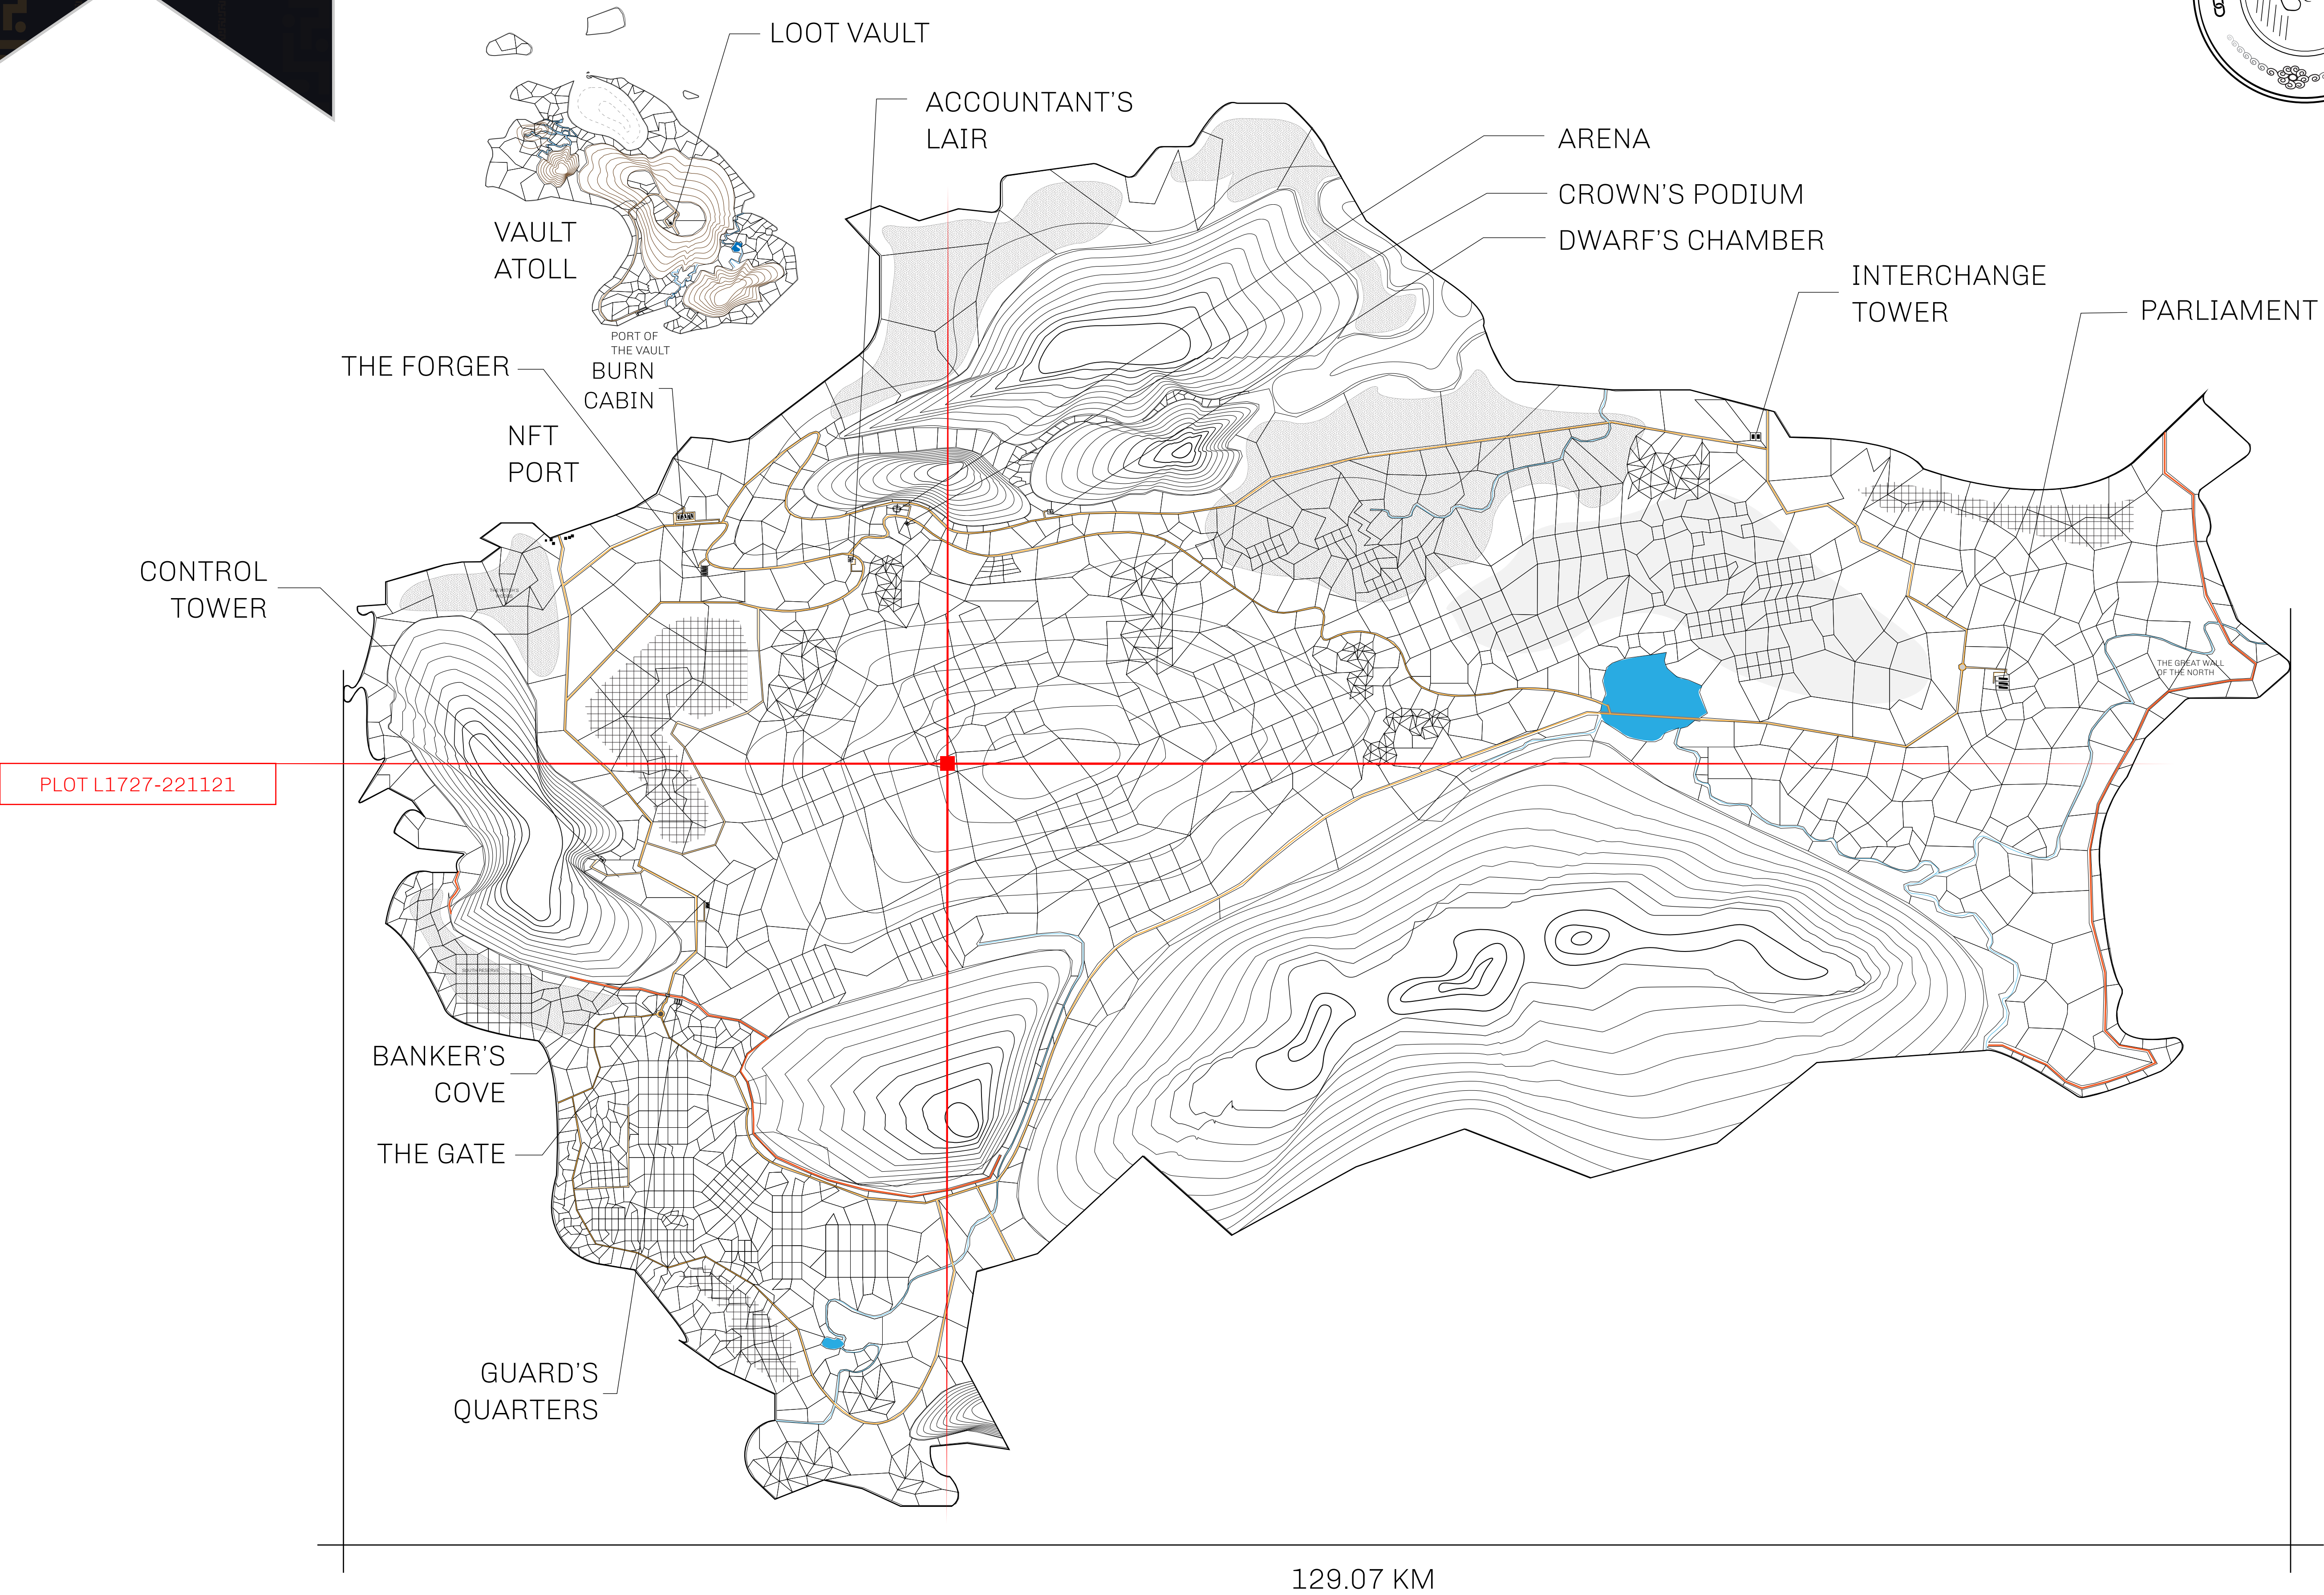 LOOT VAULT
ACCOUNTANT'S
LAIR
ARENA
CROWN'S PODIUM
DWARF'S CHAMBER
VAULT
ATOLL
INTERCHANGE
TOWER
PARLIAMENT
PORT OF
THE VAULT
THE FORGER
BURN
CABIN
NFT
PORT
CONTROL
TOWER
THE GREAT WALL
OF THE NORTH
PLOT L1727-221121
SOUTH RESERVE
BANKER'S
COVE
THE GATE
GUARD'S
QUARTERS
129.07 KM